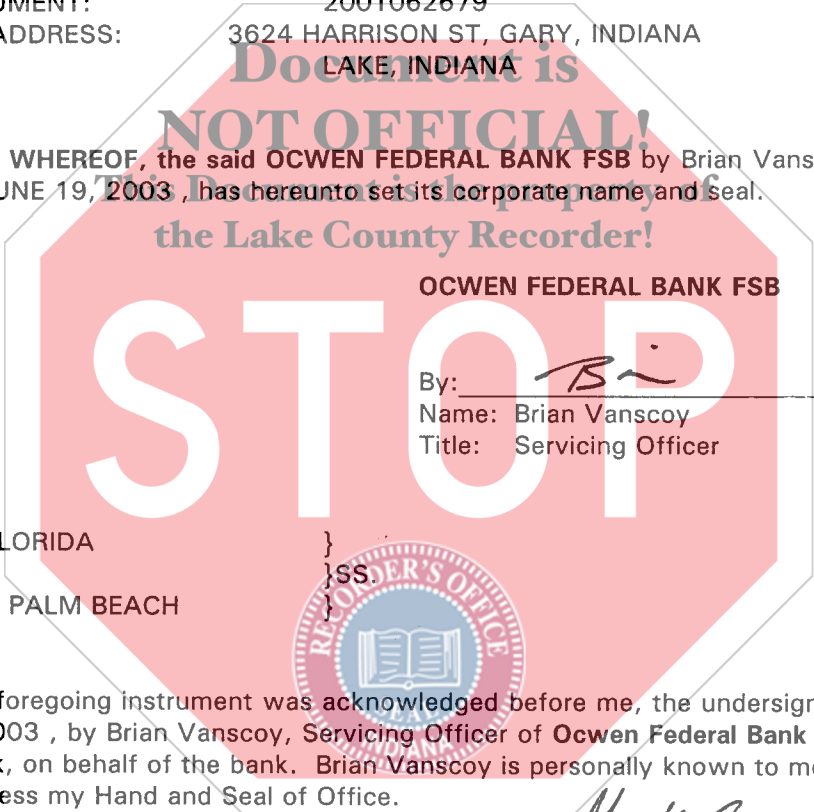 UMENT: 2001062679
ADDRESS: 3624 HARRISON ST, GARY, INDIANA
LAKE, INDIANA
Document is
NOT OFFICIAL!
WHEREOF, the said OCWEN FEDERAL BANK FSB by Brian Vans
UNE 19, 2003 , has hereunto set its corporate name and seal.
This Document is the property of
the Lake County Recorder!
OCWEN FEDERAL BANK FSB
STOP
By:
Name: Brian Vanscoy
Title: Servicing Officer
LORIDA }
}SS.
PALM BEACH }
RECORDER'S OFFICE
SEAL
INDIANA
foregoing instrument was acknowledged before me, the undersign
003 , by Brian Vanscoy, Servicing Officer of Ocwen Federal Bank
k, on behalf of the bank. Brian Vanscoy is personally known to me
ess my Hand and Seal of Office.